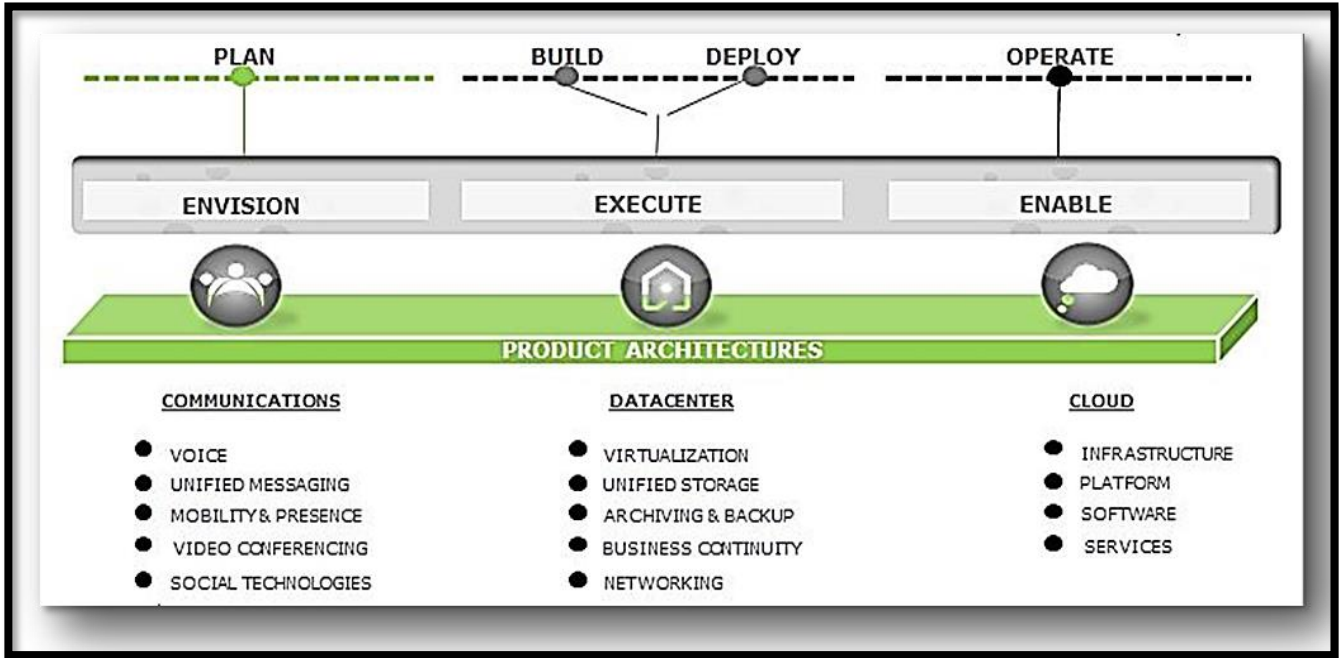 PLAN
BUILD
DEPLOY
OPERATE
ENVISION
EXECUTE
ENABLE
PRODUCT ARCHITECTURES
COMMUNICATIONS
VOICE
UNIFIED MESSAGING
MOBILITY & PRESENCE
VIDEO CONFERENCING
SOCIAL TECHNOLOGIES
DATACENTER
VIRTUALIZATION
UNIFIED STORAGE
ARCHIVING & BACKUP
BUSINESS CONTINUITY
NETWORKING
CLOUD
INFRASTRUCTURE
PLATFORM
SOFTWARE
SERVICES